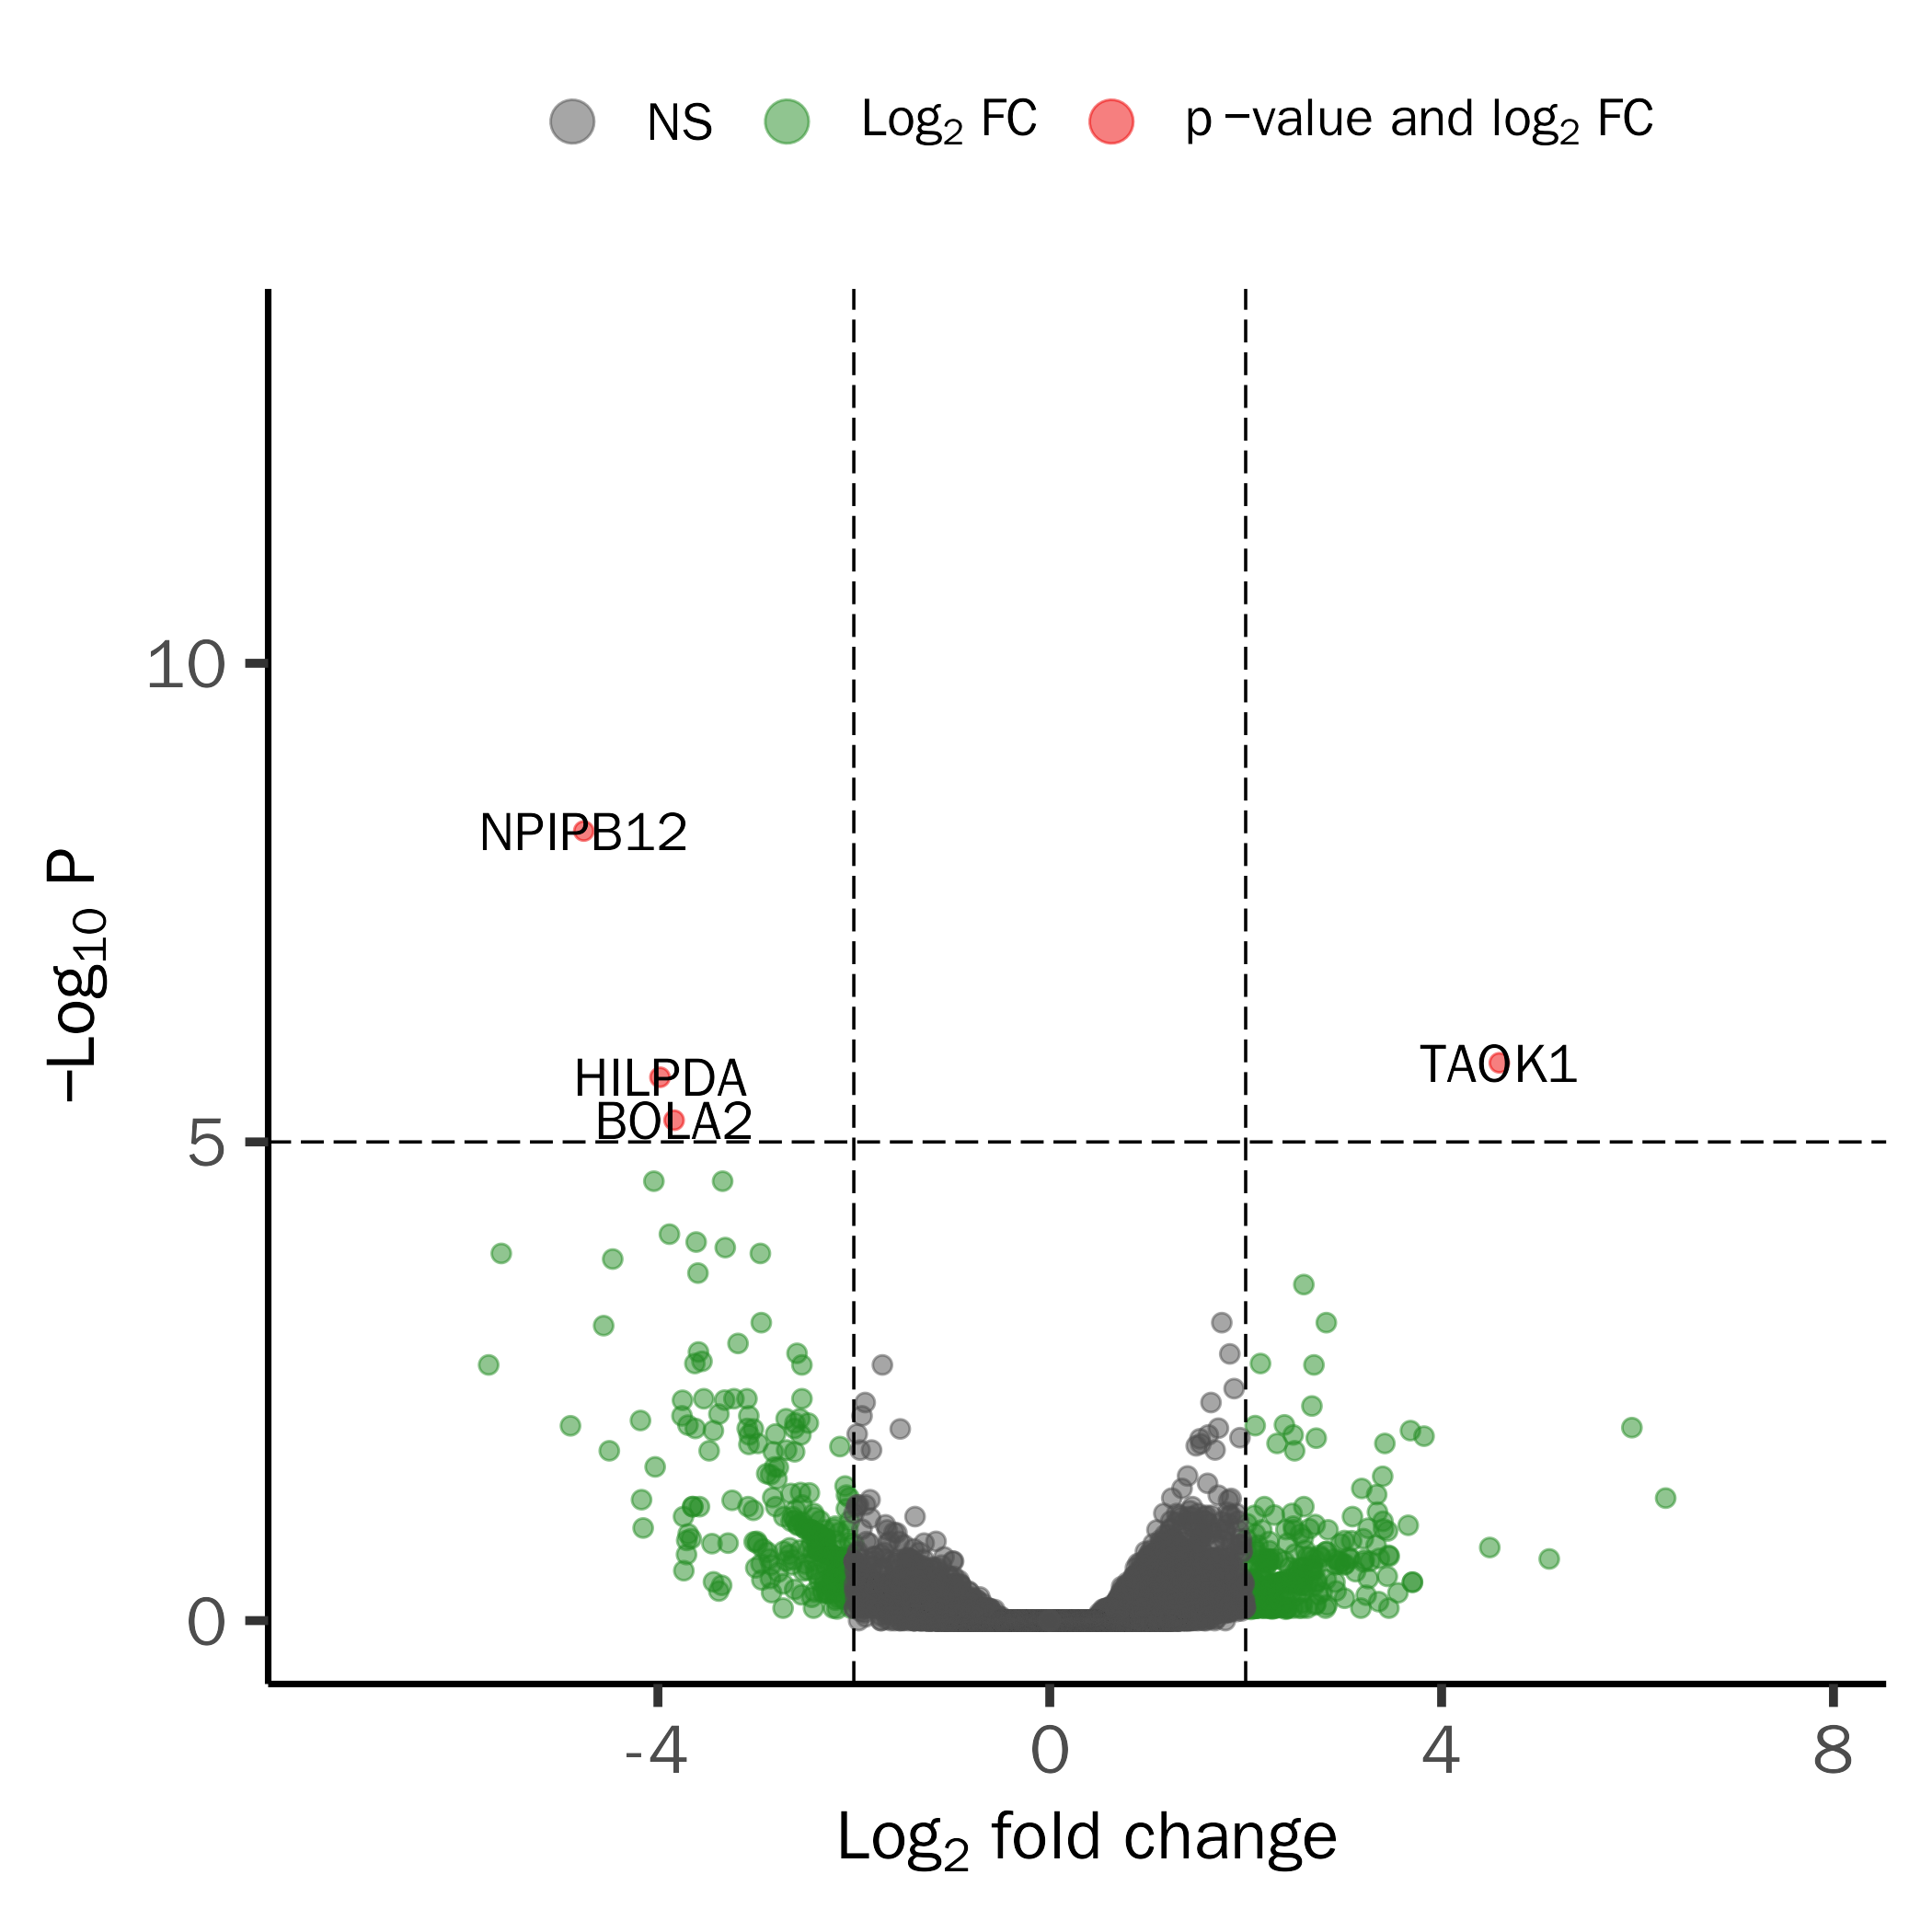 NS Log₂ FC p −value and log₂ FC
10
NPIPB12
−Log₁₀ P
HILPDA
TAOK1
BOLA2
5
0
-4 0 4 8
Log₂ fold change